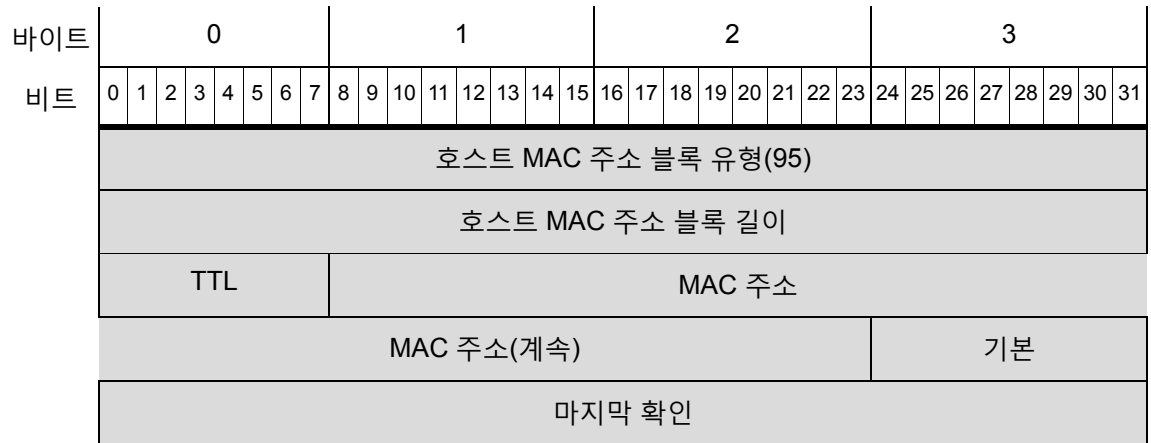 바이트 0 1 2 3
비트 0 1 2 3 4 5 6 7 8 9 10 11 12 13 14 15 16 17 18 19 20 21 22 23 24 25 26 27 28 29 30 31
호스트 MAC 주소 블록 유형(95)
호스트 MAC 주소 블록 길이
TTL MAC 주소
MAC 주소(계속) 기본
마지막 확인